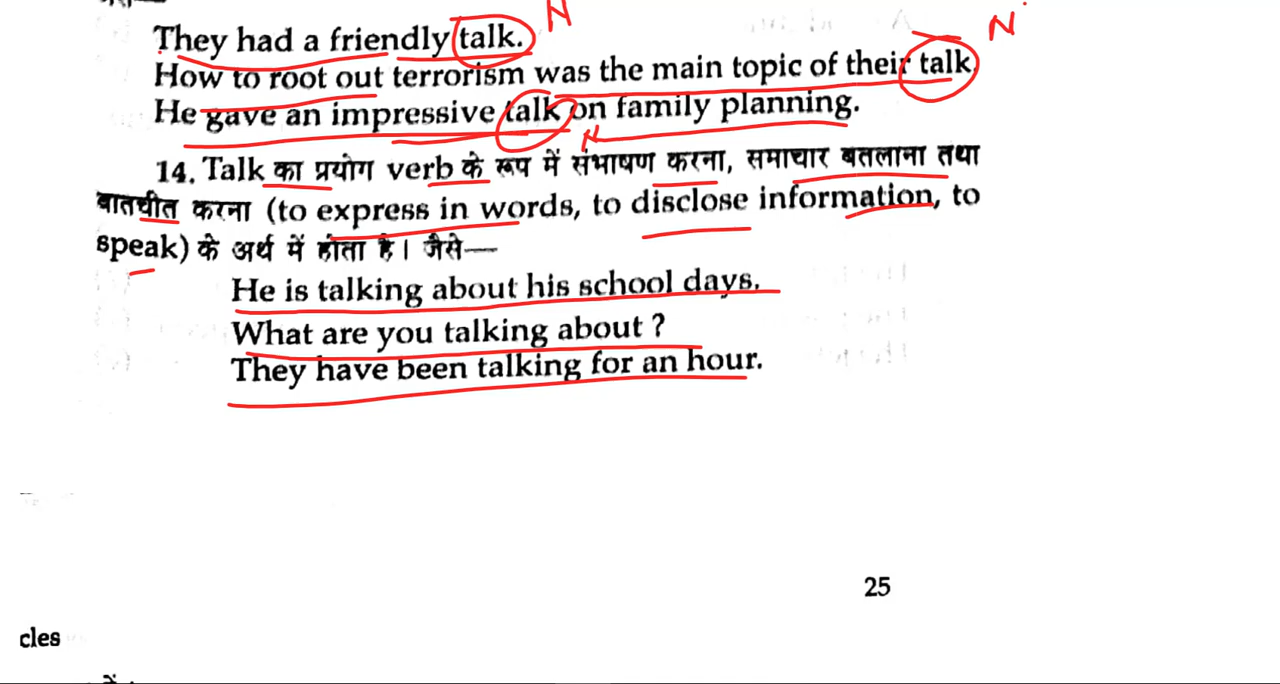 N
They had a friendly talk.
N
How to root out terrorism was the main topic of their talk.
He gave an impressive talk on family planning.
N
14. Talk का प्रयोग verb के रूप में संभाषण करना, समाचार बतलाना तथा
बातचीत करना (to express in words, to disclose information, to
speak) के अर्थ में होता है। जैसे—
He is talking about his school days.
What are you talking about ?
They have been talking for an hour.
25
cles